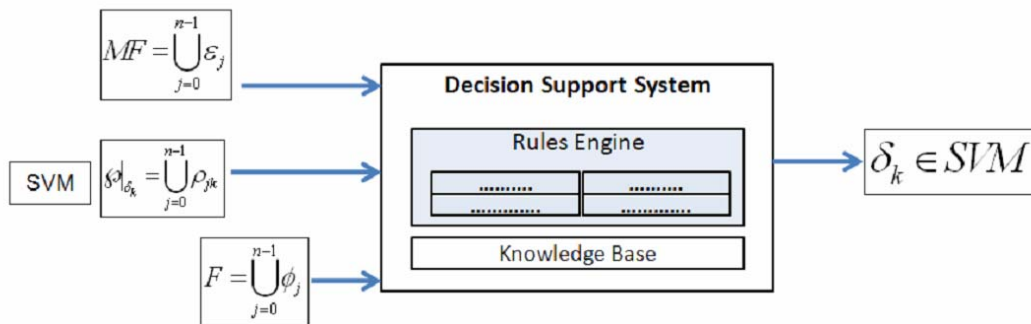 MF = ⋃_{j=0}^{n-1} ε_j
Decision Support System
Rules Engine
.......... ..........
............. .............
SVM
℘|_{δ_k} = ⋃_{j=0}^{n-1} ρ_{jk}
δ_k ∈ SVM
Knowledge Base
F = ⋃_{j=0}^{n-1} ϕ_j